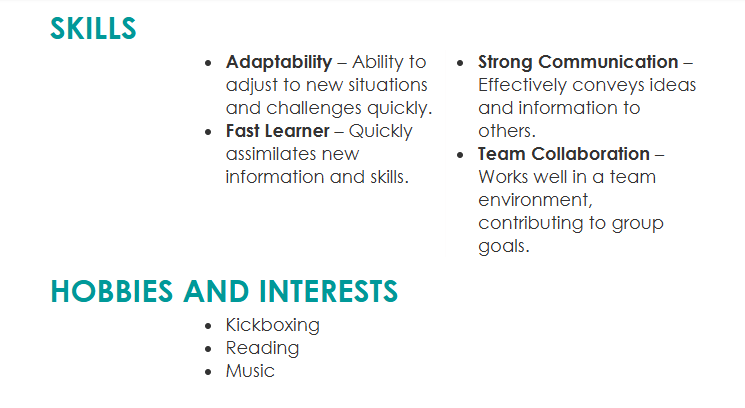 SKILLS
• Adaptability – Ability to
adjust to new situations
and challenges quickly.
• Fast Learner – Quickly
assimilates new
information and skills.
• Strong Communication –
Effectively conveys ideas
and information to
others.
• Team Collaboration –
Works well in a team
environment,
contributing to group
goals.
HOBBIES AND INTERESTS
• Kickboxing
• Reading
• Music